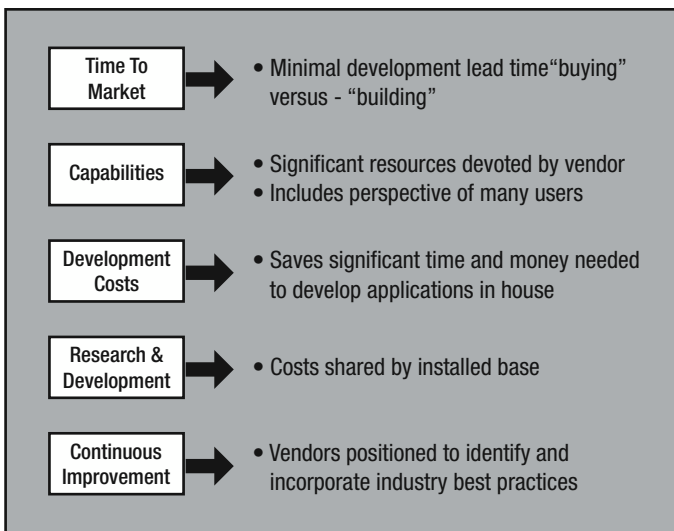 Time To
Market
• Minimal development lead time“buying”
versus - “building”
Capabilities
• Significant resources devoted by vendor
• Includes perspective of many users
Development
Costs
• Saves significant time and money needed
to develop applications in house
Research &
Development
• Costs shared by installed base
Continuous
Improvement
• Vendors positioned to identify and
incorporate industry best practices